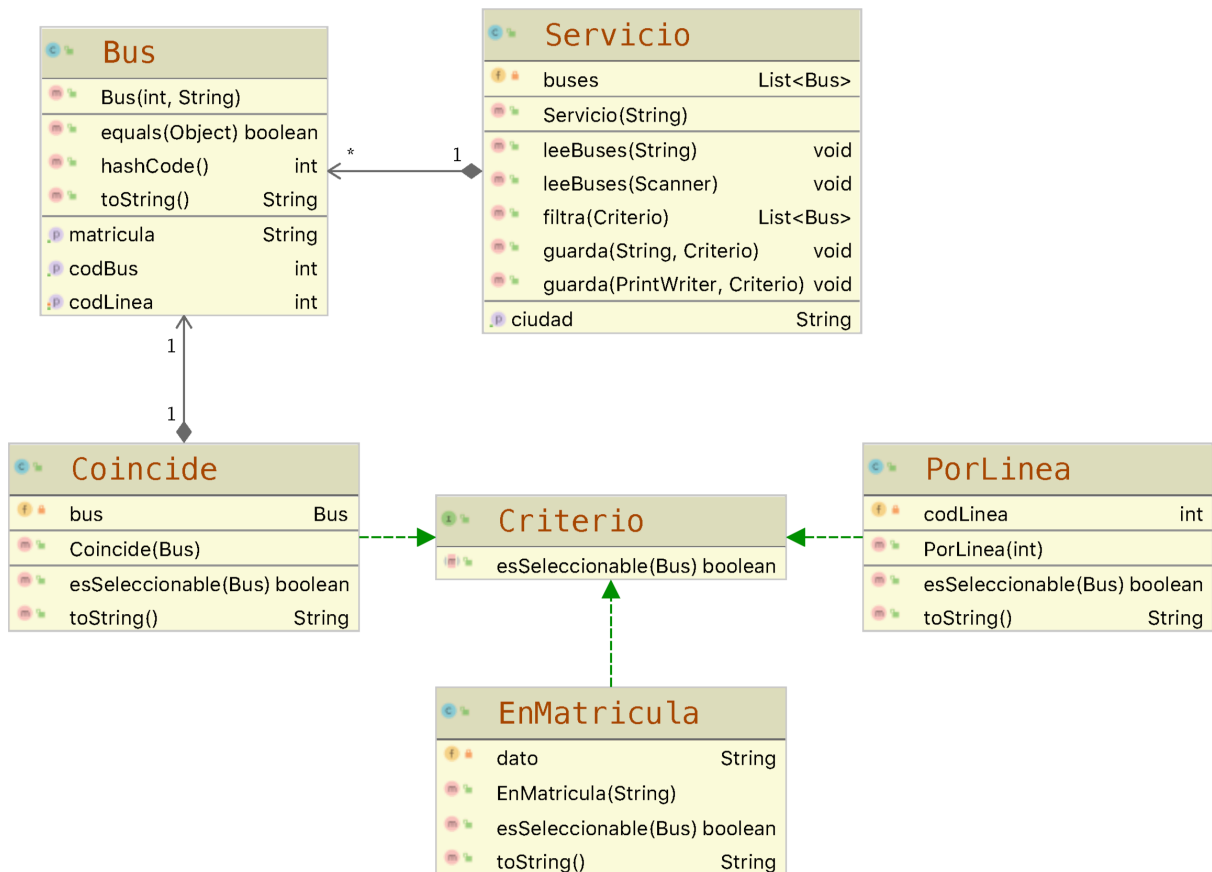 Bus
Bus(int, String)
equals(Object) boolean
hashCode() int
toString() String
matricula String
codBus int
codLinea int
* 1
Servicio
buses List<Bus>
Servicio(String)
leeBuses(String) void
leeBuses(Scanner) void
filtra(Criterio) List<Bus>
guarda(String, Criterio) void
guarda(PrintWriter, Criterio) void
ciudad String
1
1
Coincide
bus Bus
Coincide(Bus)
esSeleccionable(Bus) boolean
toString() String
Criterio
esSeleccionable(Bus) boolean
PorLinea
codLinea int
PorLinea(int)
esSeleccionable(Bus) boolean
toString() String
EnMatricula
dato String
EnMatricula(String)
esSeleccionable(Bus) boolean
toString() String